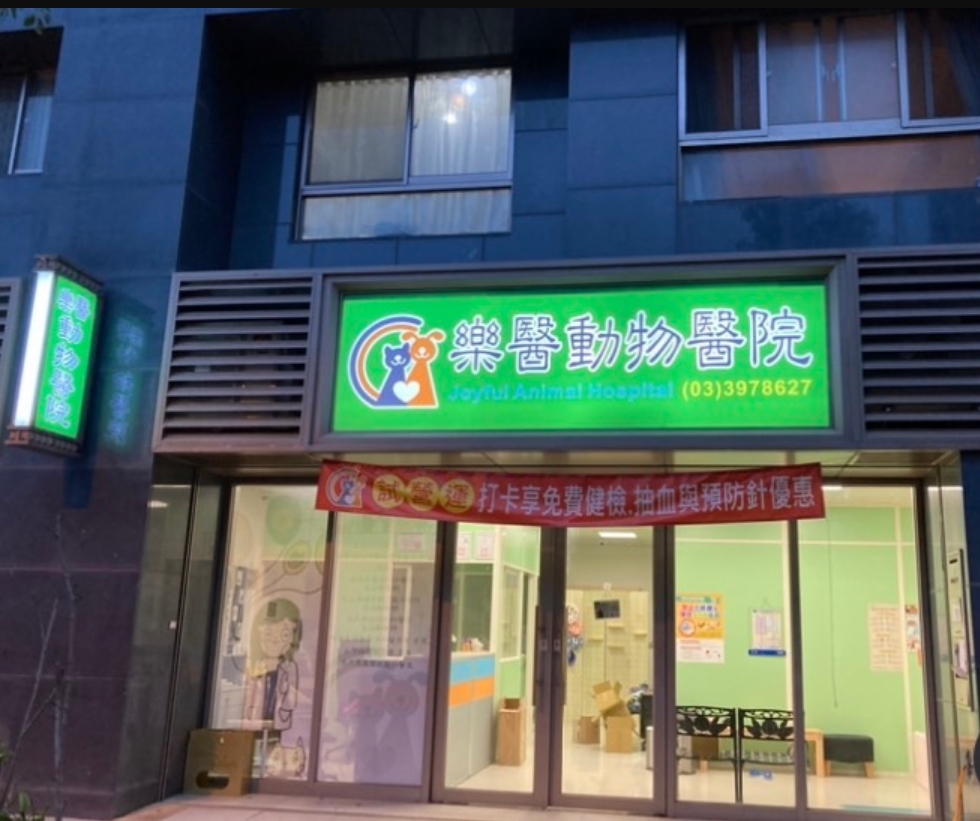 樂醫動物醫院
Joyful Animal Hospital (03)3978627
樂醫動物醫院
試營運 打卡享免費健檢.抽血與預防針優惠